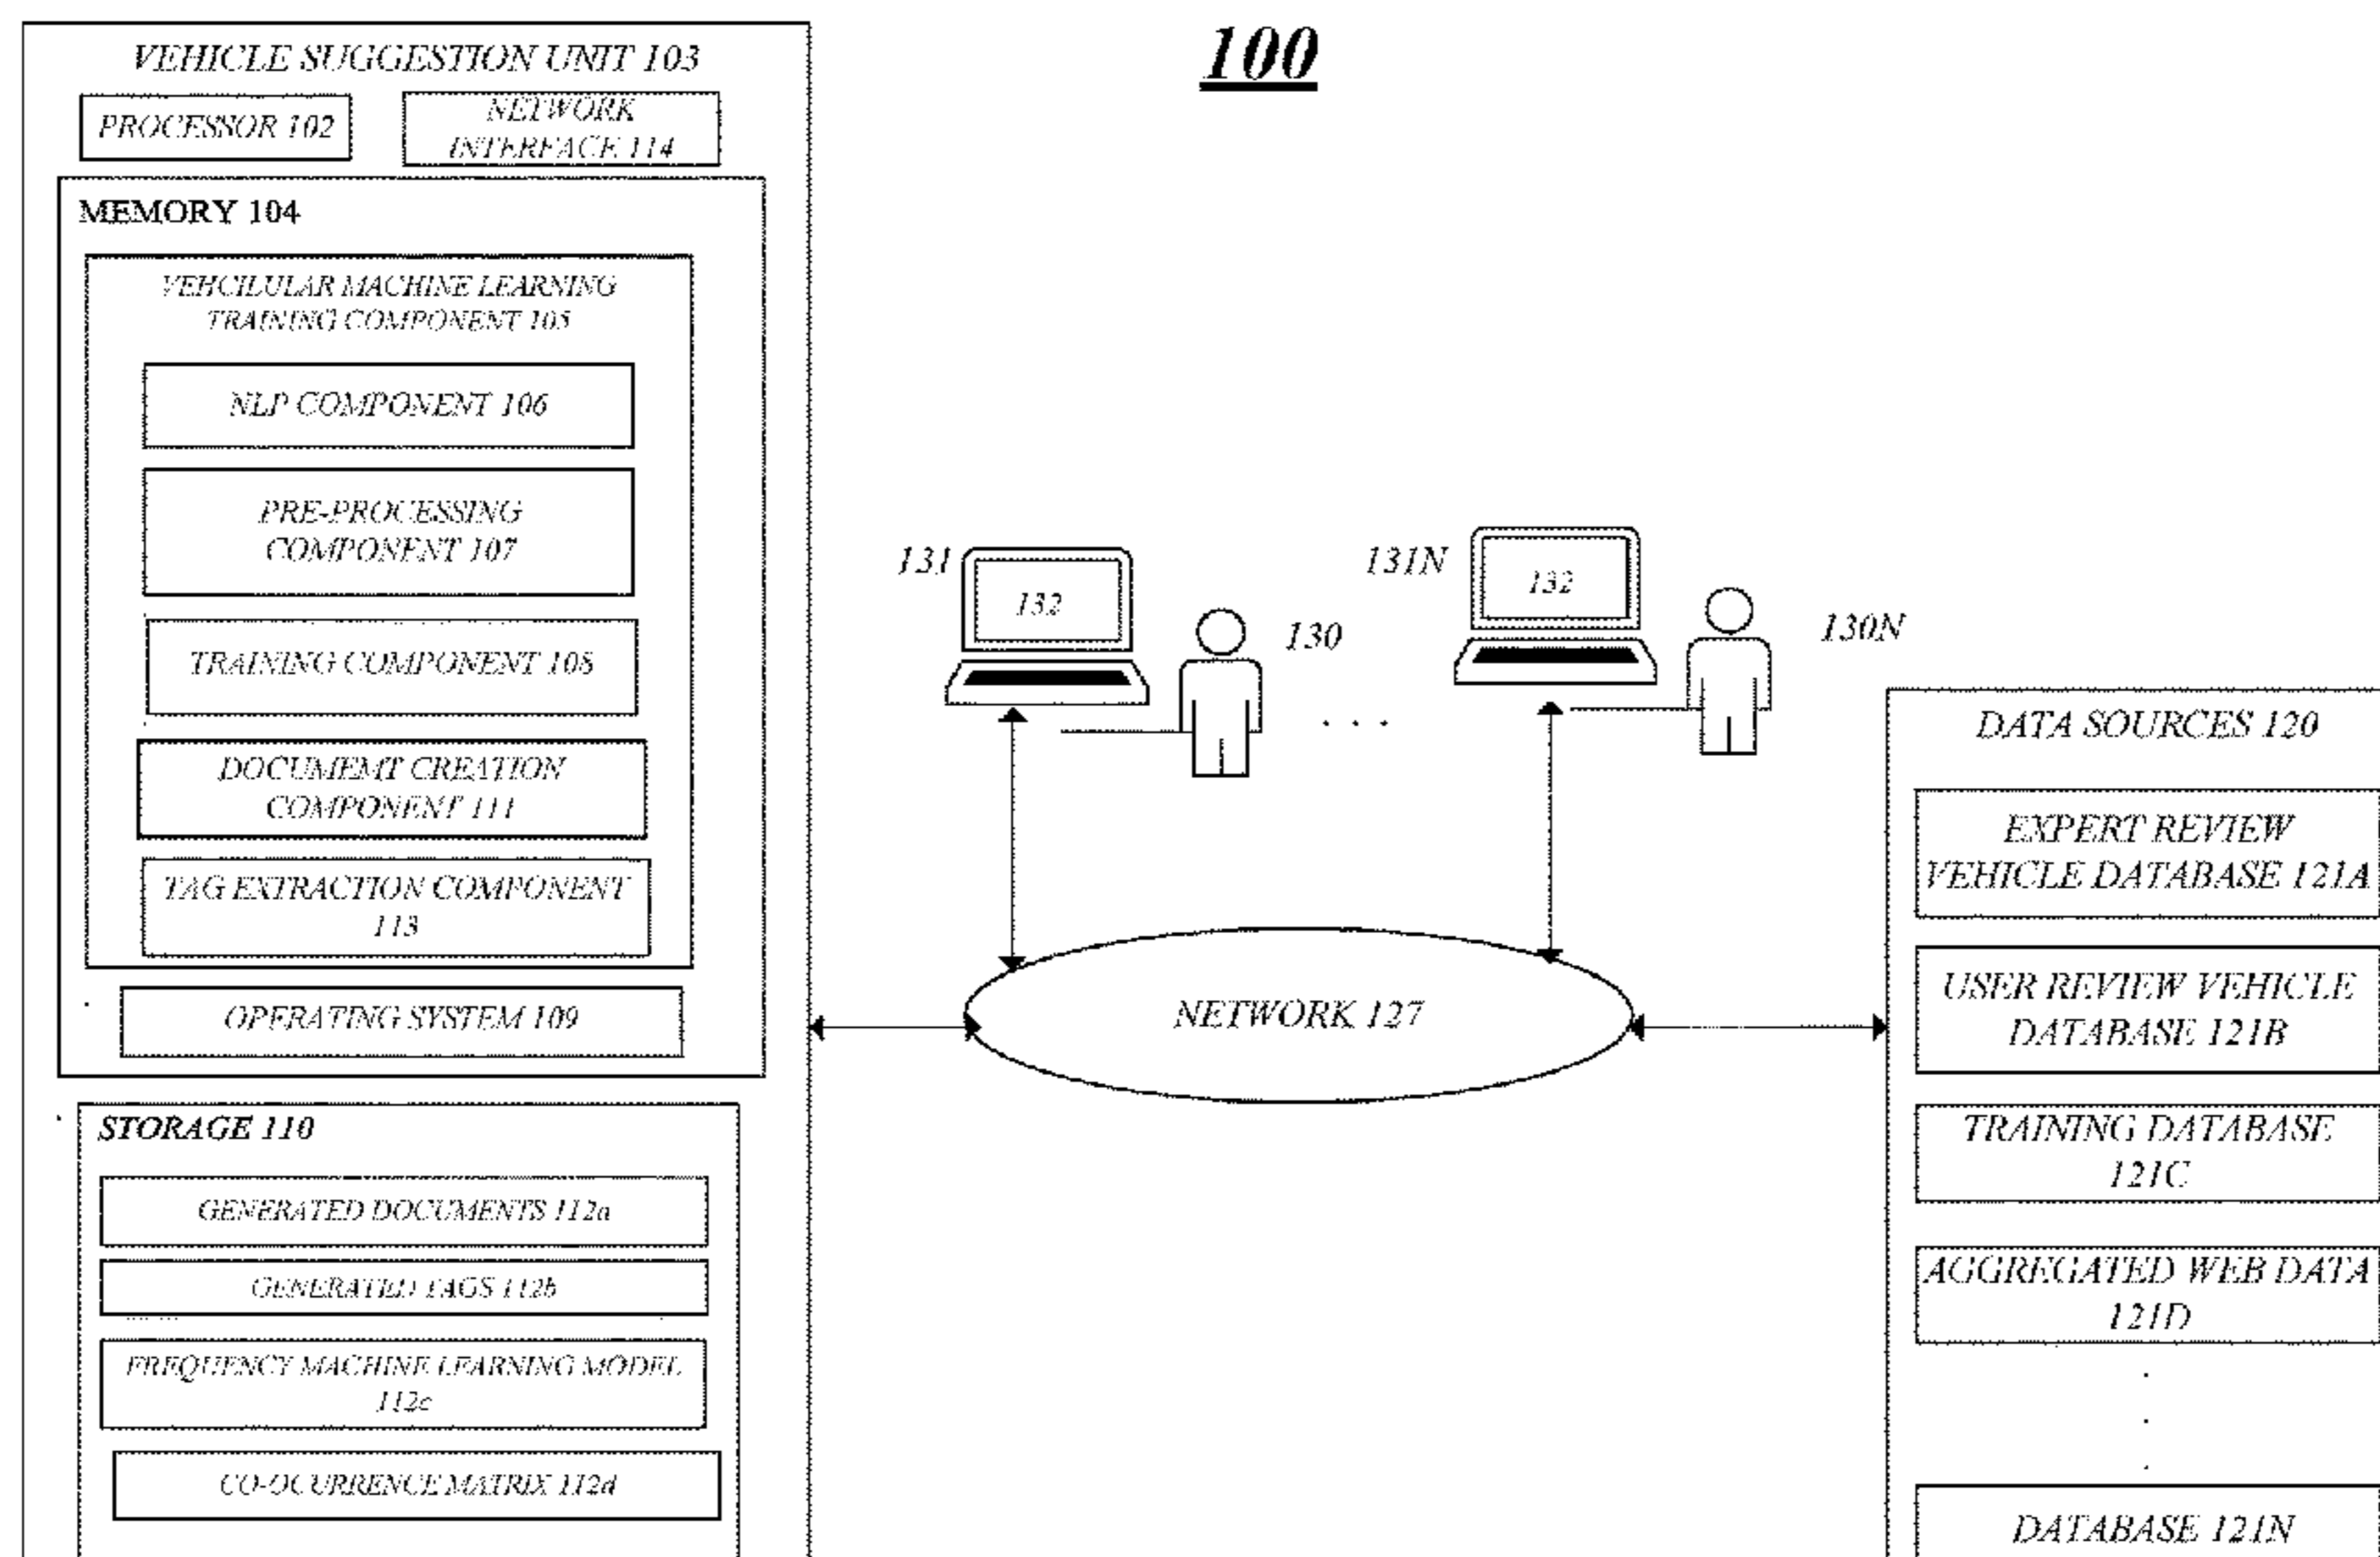 100
VEHICLE SUGGESTION UNIT 103
PROCESSOR 102
NETWORK
INTERFACE 114
MEMORY 104
VEHCILULAR MACHINE LEARNING
TRAINING COMPONENT 105
NLP COMPONENT 106
PRE-PROCESSING
COMPONENT 107
TRAINING COMPONENT 108
DOCUMEMT CREATION
COMPONENT 111
TAG EXTRACTION COMPONENT
113
OPERATING SYSTEM 109
STORAGE 110
GENERATED DOCUMENTS 112a
GENERATED TAGS 112b
FREQUENCY MACHINE LEARNING MODEL
112c
CO-OCURRENCE MATRIX 112d
131
132
130
. . .
131N
132
130N
NETWORK 127
DATA SOURCES 120
EXPERT REVIEW
VEHICLE DATABASE 121A
USER REVIEW VEHICLE
DATABASE 121B
TRAINING DATABASE
121C
AGGREGATED WEB DATA
121D
.
.
.
DATABASE 121N